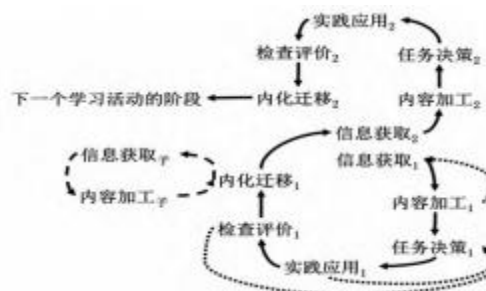 实践应用₂
检查评价₂
任务决策₂
下一个学习活动的阶段
内化迁移₂
内容加工₂
信息获取₂
信息获取子
信息获取₁
内化迁移₁
内容加工子
内容加工₁
检查评价₁
任务决策₁
实践应用₁